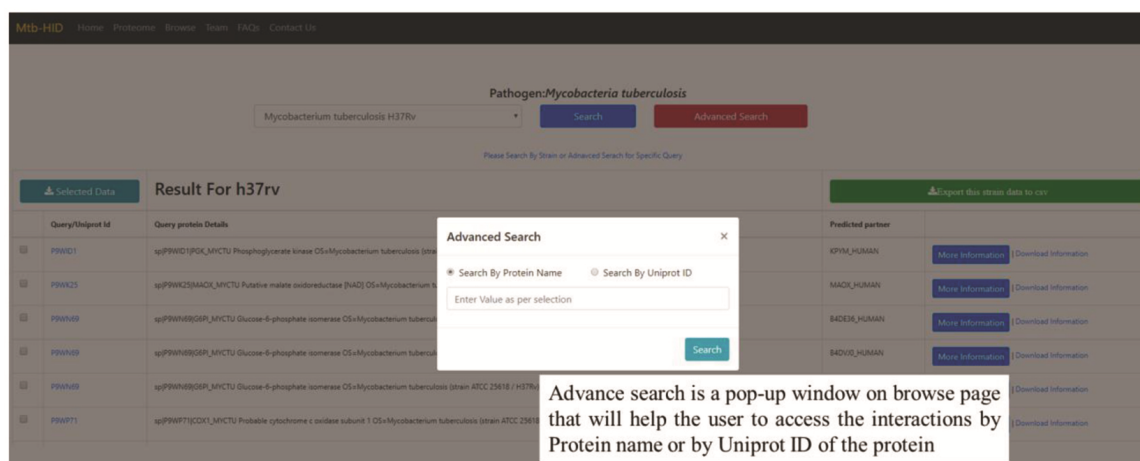 Mtb-HID Home Proteome Browse Team FAQs Contact Us
Pathogen:Mycobacteria tuberculosis
Mycobacterium tuberculosis H37Rv Search Advanced Search
Please Search By Strain or Adnavced Serach for Specific Query
Selected Data Result For h37rv Export this strain data to csv
Query/Uniprot Id Query protein Details Predicted partner
P9WID1 sp|P9WID1|PGK_MYCTU Phosphoglycerate kinase OS=Mycobacterium tuberculosis (stra KPYM_HUMAN More Information | Download Information
P9WK25 sp|P9WK25|MAOX_MYCTU Putative malate oxidoreductase [NAD] OS=Mycobacterium tu MAOX_HUMAN More Information | Download Information
P9WN69 sp|P9WN69|G6PI_MYCTU Glucose-6-phosphate isomerase OS=Mycobacterium tubercul B4DE36_HUMAN More Information | Download Information
P9WN69 sp|P9WN69|G6PI_MYCTU Glucose-6-phosphate isomerase OS=Mycobacterium tubercul B4DVJ0_HUMAN More Information | Download Information
P9WN69 sp|P9WN69|G6PI_MYCTU Glucose-6-phosphate isomerase OS=Mycobacterium tuberculosis (strain ATCC 25618 / H37Rv)
P9WP71 sp|P9WP71|COX1_MYCTU Probable cytochrome c oxidase subunit 1 OS=Mycobacterium tuberculosis (strain ATCC 25618
Advanced Search ×
Search By Protein Name Search By Uniprot ID
Enter Value as per selection
Search
Advance search is a pop-up window on browse page
that will help the user to access the interactions by
Protein name or by Uniprot ID of the protein